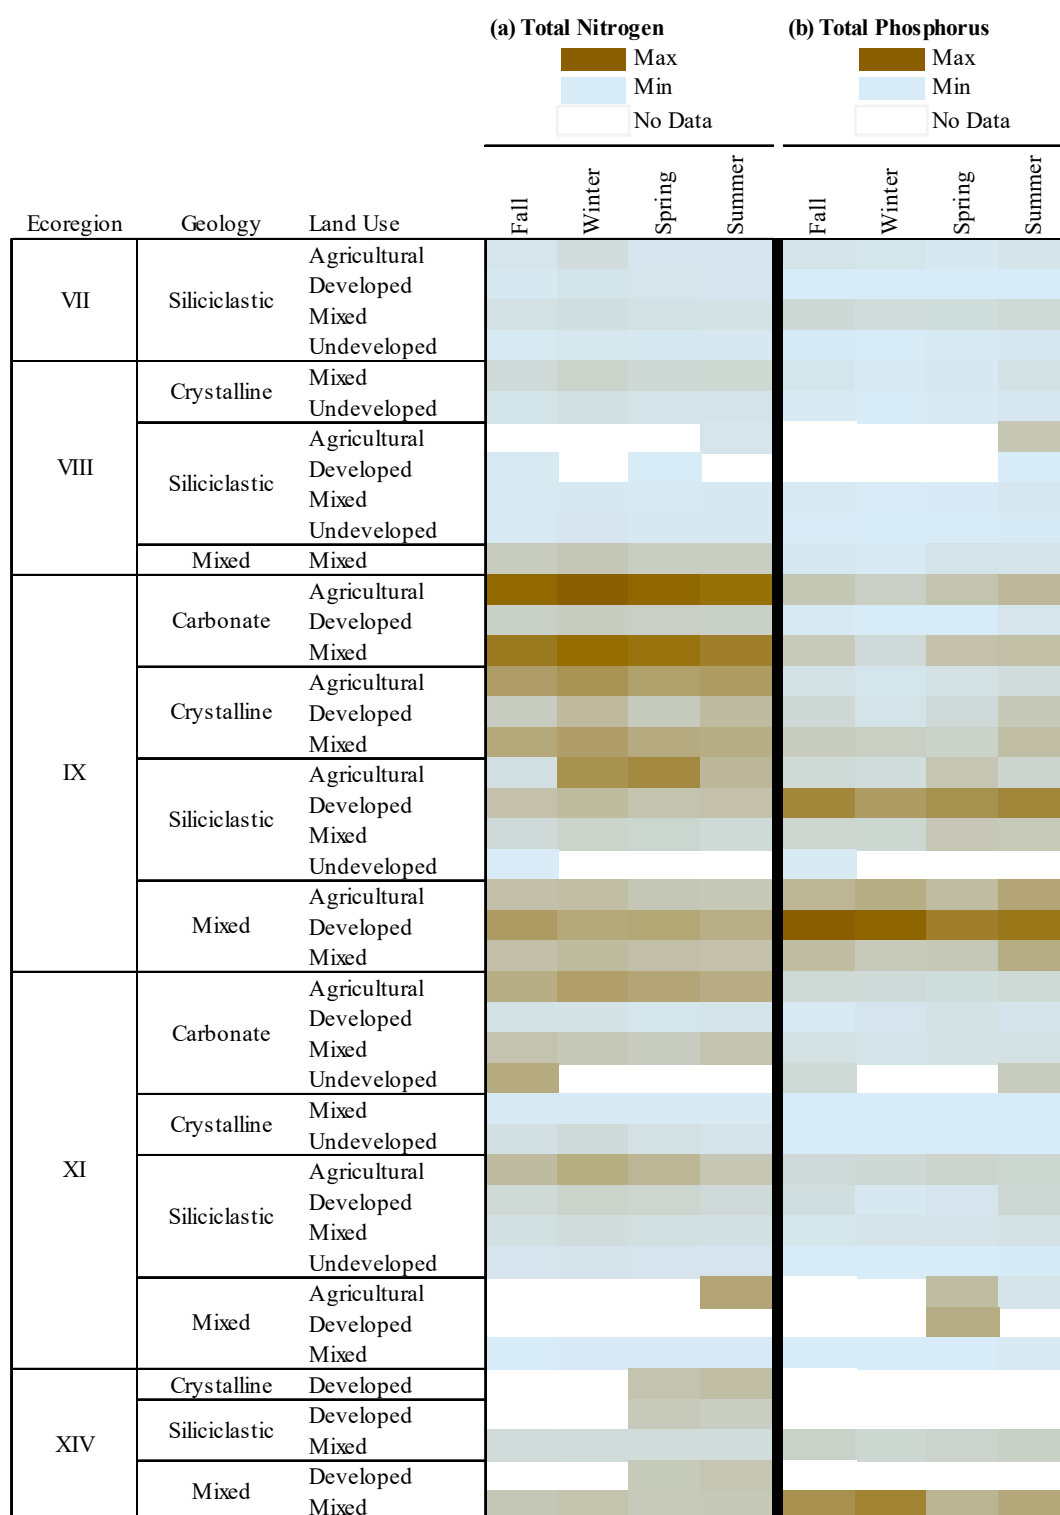 (a) Total Nitrogen (b) Total Phosphorus
Max Max
Min Min
No Data No Data
Ecoregion Geology Land Use Fall Winter Spring Summer Fall Winter Spring Summer
Agricultural
Developed
VII Siliciclastic
Mixed
Undeveloped
Mixed
Crystalline
Undeveloped
Agricultural
VIII Developed
Siliciclastic
Mixed
Undeveloped
Mixed Mixed
Agricultural
Carbonate Developed
Mixed
Agricultural
Crystalline Developed
Mixed
IX Agricultural
Developed
Siliciclastic
Mixed
Undeveloped
Agricultural
Mixed Developed
Mixed
Agricultural
Developed
Carbonate
Mixed
Undeveloped
Mixed
Crystalline
Undeveloped
XI Agricultural
Developed
Siliciclastic
Mixed
Undeveloped
Agricultural
Mixed Developed
Mixed
Crystalline Developed
Developed
Siliciclastic
XIV Mixed
Developed
Mixed
Mixed